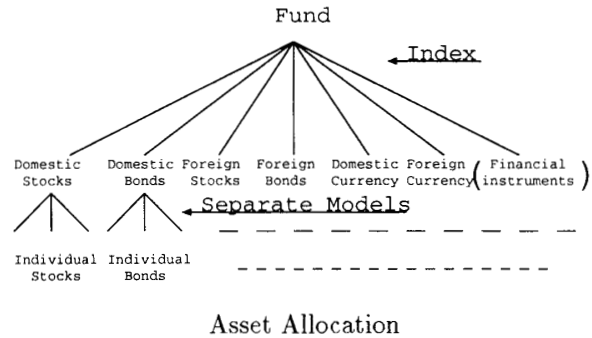 Fund
Index
Domestic Domestic Foreign Foreign Domestic Foreign (Financial
Stocks Bonds Stocks Bonds Currency Currency instruments)
Separate Models
Individual Individual
Stocks Bonds
Asset Allocation